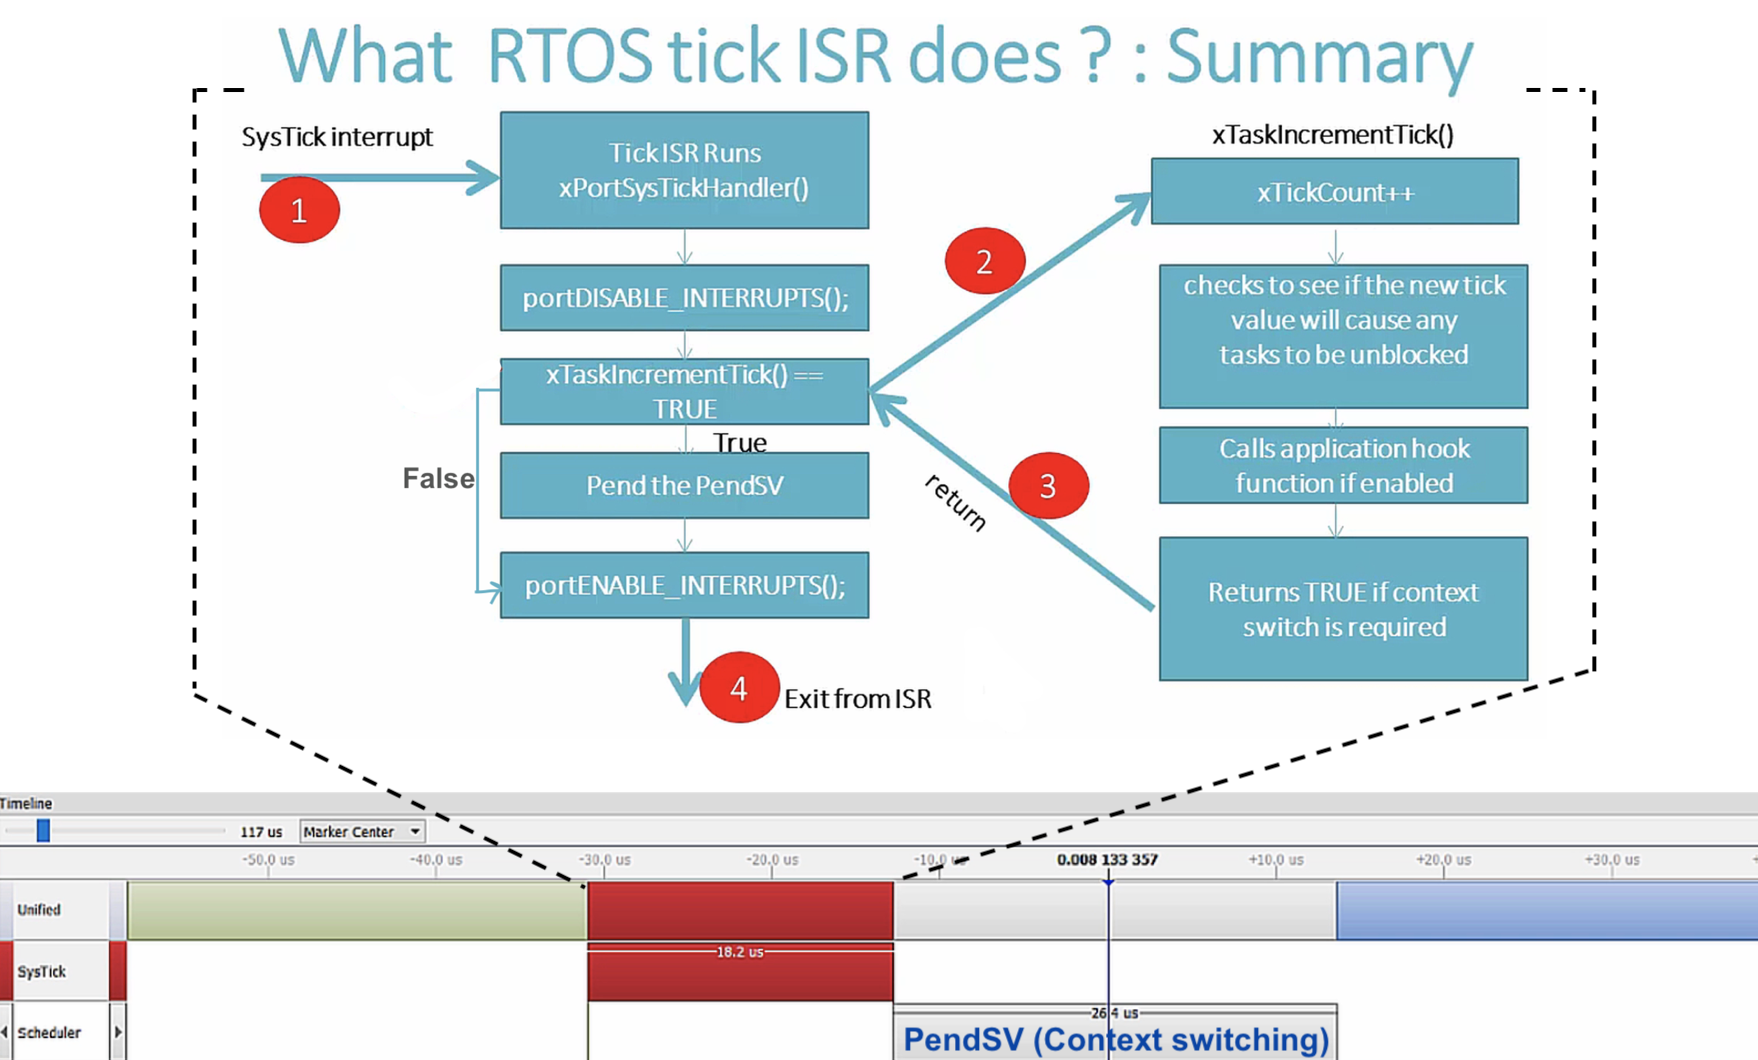 What RTOS tick ISR does ? : Summary
SysTick interrupt
1
Tick ISR Runs
xPortSysTickHandler()
portDISABLE_INTERRUPTS();
xTaskIncrementTick() ==
TRUE
True
False
Pend the PendSV
portENABLE_INTERRUPTS();
4
Exit from ISR
2
3
return
xTaskIncrementTick()
xTickCount++
checks to see if the new tick
value will cause any
tasks to be unblocked
Calls application hook
function if enabled
Returns TRUE if context
switch is required
Timeline
117 us
Marker Center
-50.0 us
-40.0 us
-30.0 us
-20.0 us
-10.0 us
0.008 133 357
+10.0 us
+20.0 us
+30.0 us
Unified
SysTick
18.2 us
Scheduler
26.4 us
PendSV (Context switching)